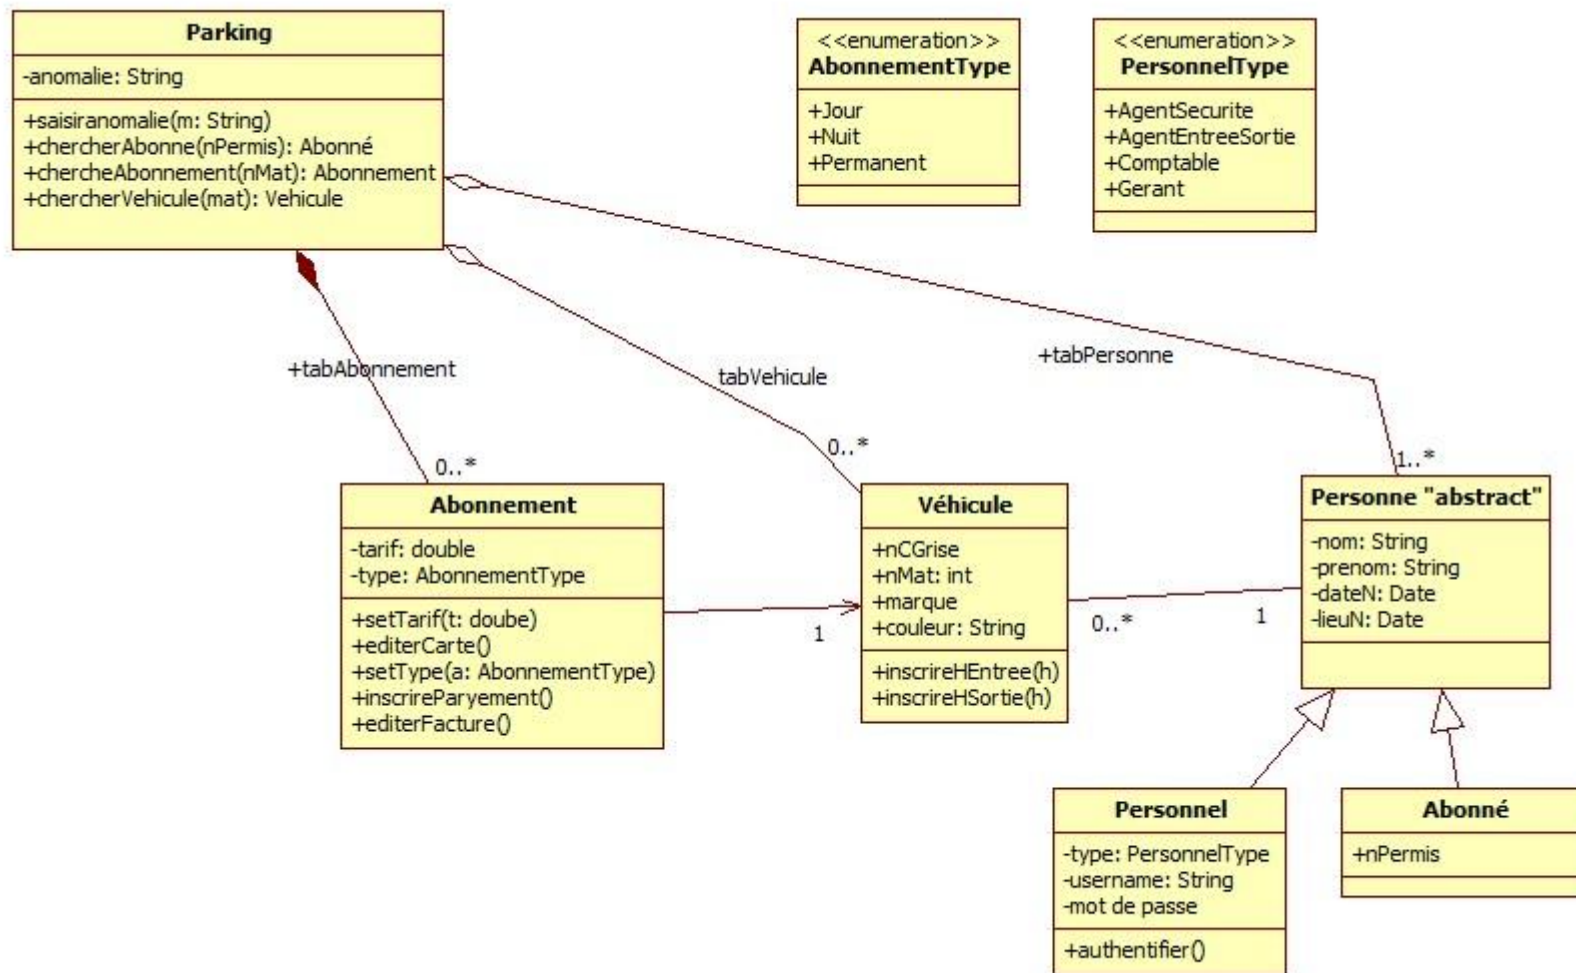 Parking
-anomalie: String
+saisiranomalie(m: String)
+chercherAbonne(nPermis): Abonné
+chercheAbonnement(nMat): Abonnement
+chercherVehicule(mat): Vehicule
<<enumeration>>
AbonnementType
+Jour
+Nuit
+Permanent
<<enumeration>>
PersonnelType
+AgentSecurite
+AgentEntreeSortie
+Comptable
+Gerant
+tabAbonnement
tabVehicule
+tabPersonne
0..*
0..*
1..*
Abonnement
-tarif: double
-type: AbonnementType
+setTarif(t: doube)
+editerCarte()
+setType(a: AbonnementType)
+inscrireParyement()
+editerFacture()
1
Véhicule
+nCGrise
+nMat: int
+marque
+couleur: String
+inscrireHEntree(h)
+inscrireHSortie(h)
0..*
1
Personne "abstract"
-nom: String
-prenom: String
-dateN: Date
-lieuN: Date
Personnel
-type: PersonnelType
-username: String
-mot de passe
+authentifier()
Abonné
+nPermis